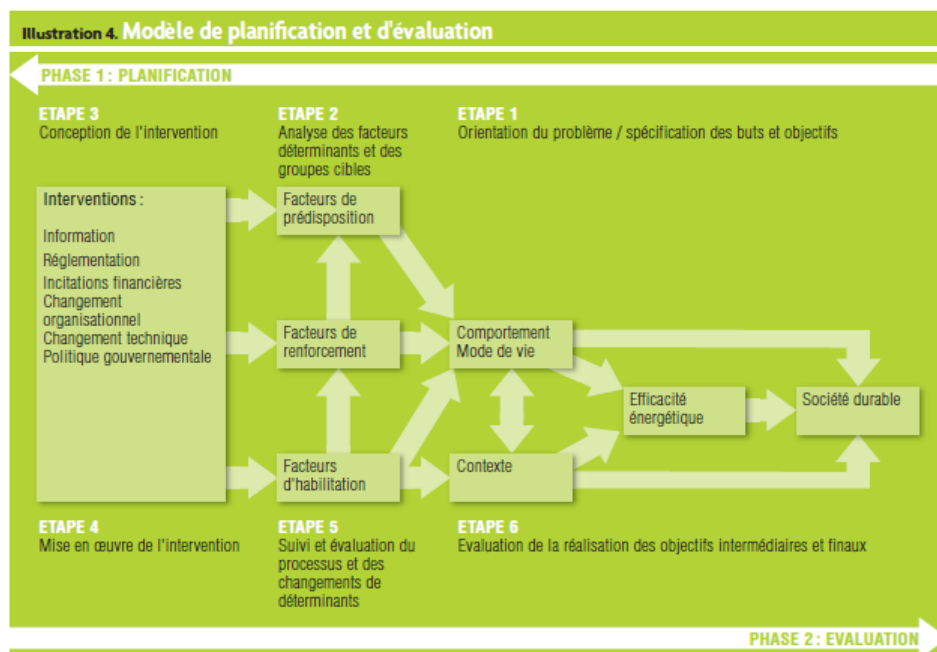 Illustration 4. Modèle de planification et d'évaluation
PHASE 1 : PLANIFICATION
ETAPE 3
Conception de l'intervention
ETAPE 2
Analyse des facteurs
déterminants et des
groupes cibles
ETAPE 1
Orientation du problème / spécification des buts et objectifs
Interventions :
Information
Réglementation
Incitations financières
Changement
organisationnel
Changement technique
Politique gouvernementale
Facteurs de
prédisposition
Facteurs de
renforcement
Facteurs
d'habilitation
Comportement
Mode de vie
Contexte
Efficacité
énergétique
Société durable
ETAPE 4
Mise en œuvre de l'intervention
ETAPE 5
Suivi et évaluation du
processus et des
changements de
déterminants
ETAPE 6
Evaluation de la réalisation des objectifs intermédiaires et finaux
PHASE 2 : EVALUATION